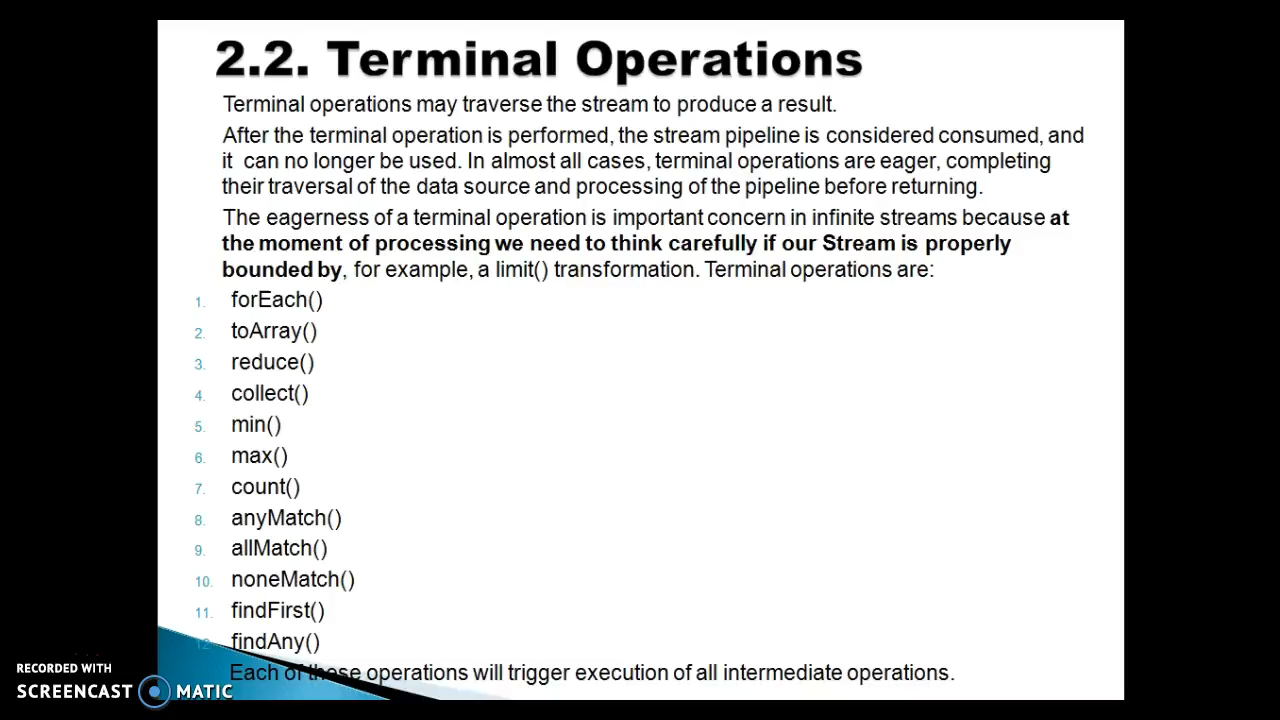 2.2. Terminal Operations
Terminal operations may traverse the stream to produce a result.
After the terminal operation is performed, the stream pipeline is considered consumed, and
it can no longer be used. In almost all cases, terminal operations are eager, completing
their traversal of the data source and processing of the pipeline before returning.
The eagerness of a terminal operation is important concern in infinite streams because at
the moment of processing we need to think carefully if our Stream is properly
bounded by, for example, a limit() transformation. Terminal operations are:
1. forEach()
2. toArray()
3. reduce()
4. collect()
5. min()
6. max()
7. count()
8. anyMatch()
9. allMatch()
10. noneMatch()
11. findFirst()
12. findAny()
Each of these operations will trigger execution of all intermediate operations.
RECORDED WITH
SCREENCAST MATIC